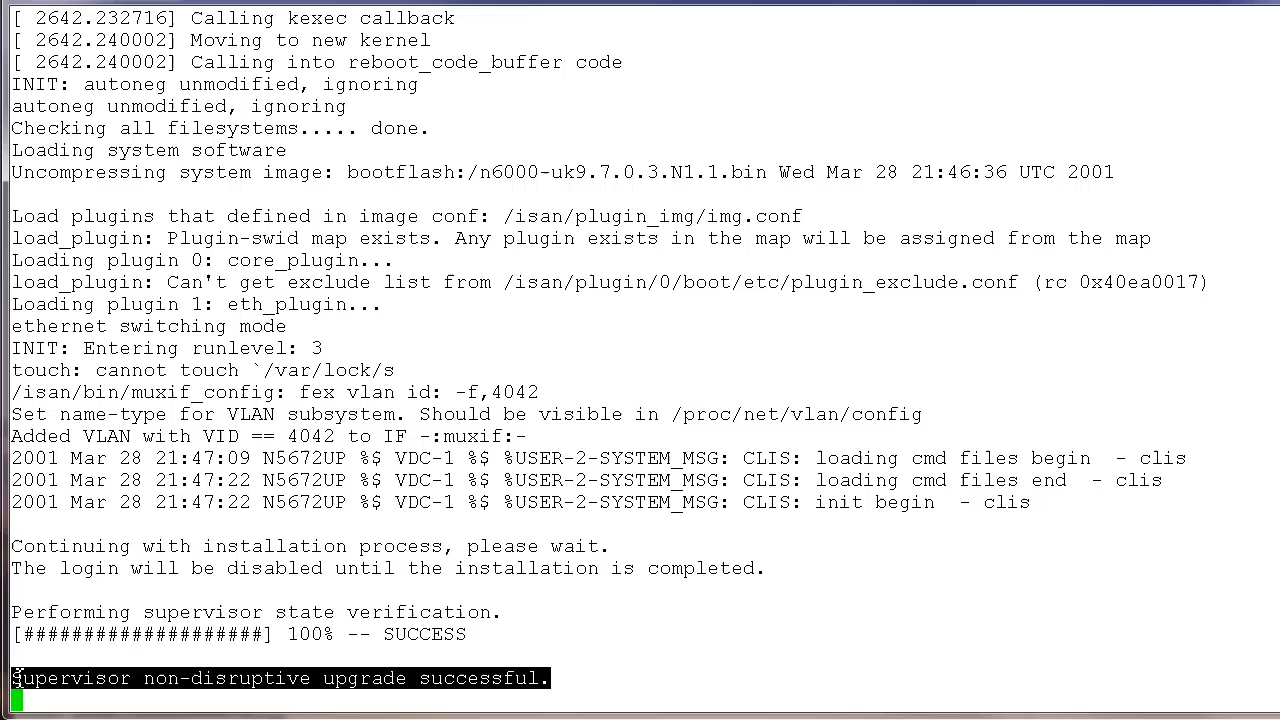 [ 2642.232716] Calling kexec callback
[ 2642.240002] Moving to new kernel
[ 2642.240002] Calling into reboot_code_buffer code
INIT: autoneg unmodified, ignoring
autoneg unmodified, ignoring
Checking all filesystems..... done.
Loading system software
Uncompressing system image: bootflash:/n6000-uk9.7.0.3.N1.1.bin Wed Mar 28 21:46:36 UTC 2001
Load plugins that defined in image conf: /isan/plugin_img/img.conf
load_plugin: Plugin-swid map exists. Any plugin exists in the map will be assigned from the map
Loading plugin 0: core_plugin...
load_plugin: Can't get exclude list from /isan/plugin/0/boot/etc/plugin_exclude.conf (rc 0x40ea0017)
Loading plugin 1: eth_plugin...
ethernet switching mode
INIT: Entering runlevel: 3
touch: cannot touch `/var/lock/s
/isan/bin/muxif_config: fex vlan id: -f,4042
Set name-type for VLAN subsystem. Should be visible in /proc/net/vlan/config
Added VLAN with VID == 4042 to IF -:muxif:-
2001 Mar 28 21:47:09 N5672UP %$ VDC-1 %$ %USER-2-SYSTEM_MSG: CLIS: loading cmd files begin  - clis
2001 Mar 28 21:47:22 N5672UP %$ VDC-1 %$ %USER-2-SYSTEM_MSG: CLIS: loading cmd files end  - clis
2001 Mar 28 21:47:22 N5672UP %$ VDC-1 %$ %USER-2-SYSTEM_MSG: CLIS: init begin  - clis
Continuing with installation process, please wait.
The login will be disabled until the installation is completed.
Performing supervisor state verification.
[####################] 100% -- SUCCESS
Supervisor non-disruptive upgrade successful.